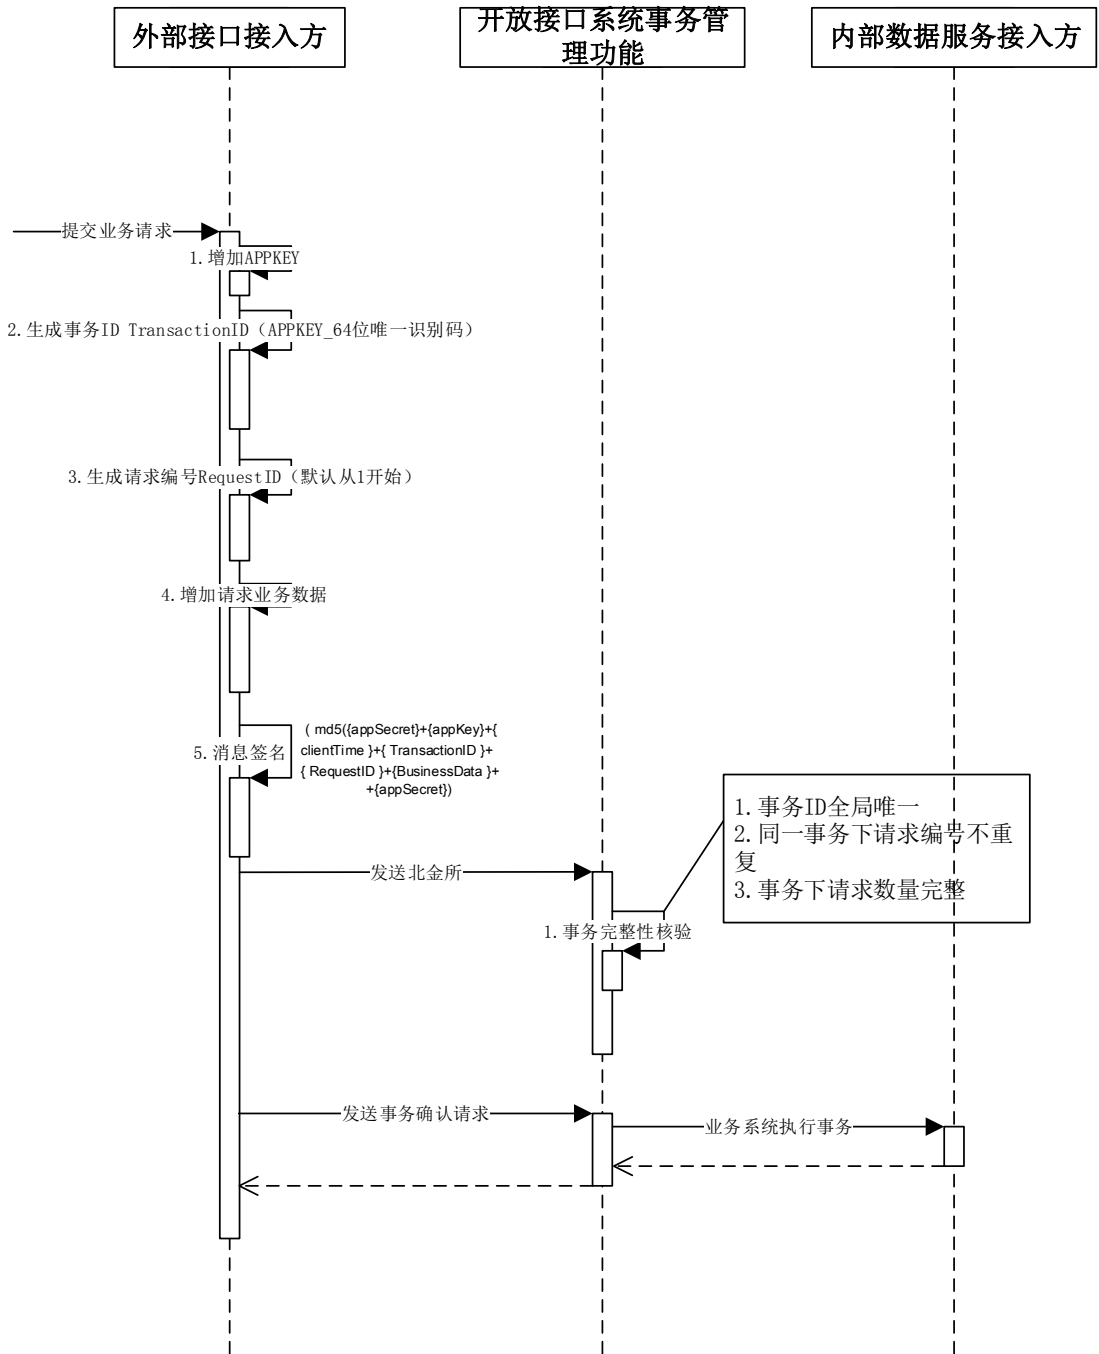 外部接口接入方
开放接口系统事务管
理功能
内部数据服务接入方
提交业务请求
1.增加APPKEY
2.生成事务ID TransactionID（APPKEY_64位唯一识别码）
3.生成请求编号RequestID（默认从1开始）
4.增加请求业务数据
5.消息签名
( md5({appSecret}+{appKey}+{
clientTime }+{ TransactionID }+
{ RequestID }+{BusinessData }+
+{appSecret})
1.事务ID全局唯一
2.同一事务下请求编号不重
复
3.事务下请求数量完整
发送北金所
1.事务完整性核验
发送事务确认请求
业务系统执行事务